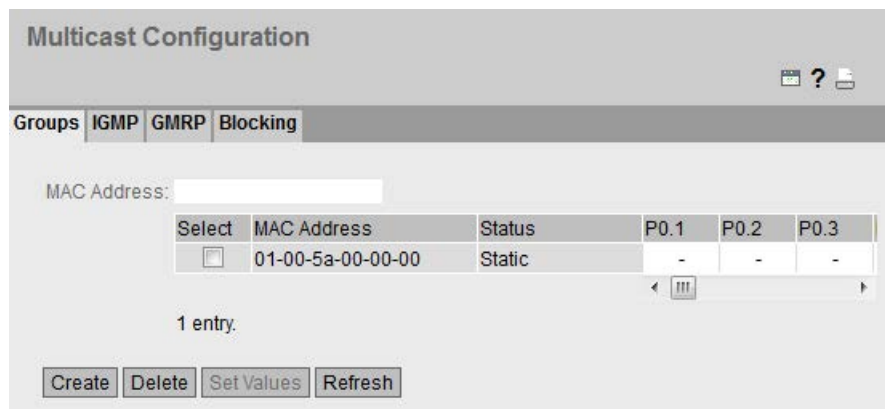 Multicast Configuration
?
Groups IGMP GMRP Blocking
MAC Address:
Select MAC Address Status P0.1 P0.2 P0.3
01-00-5a-00-00-00 Static - - -
1 entry.
Create Delete Set Values Refresh